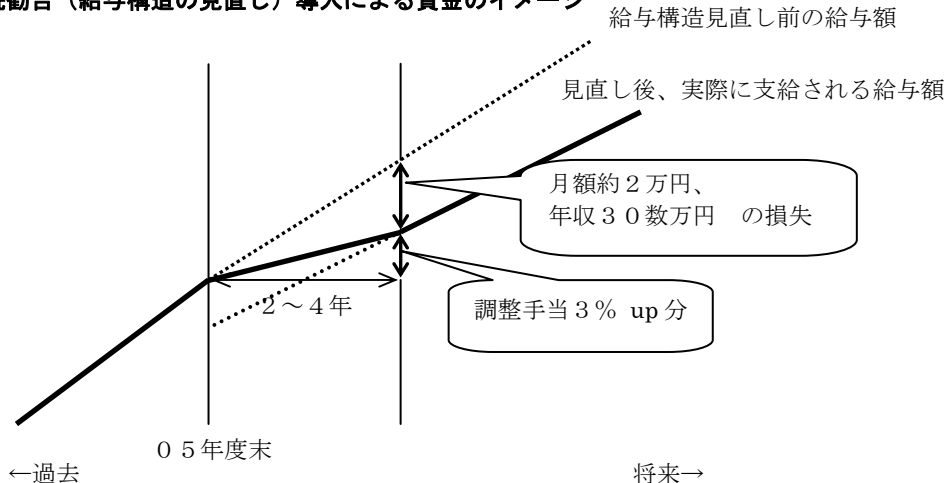 勧告（給与構造の見直し）導入による賃金のイメージ
給与構造見直し前の給与額
見直し後、実際に支給される給与額
月額約２万円、
年収３０数万円　の損失
２～４年
調整手当３％ up 分
０５年度末
←過去
将来→